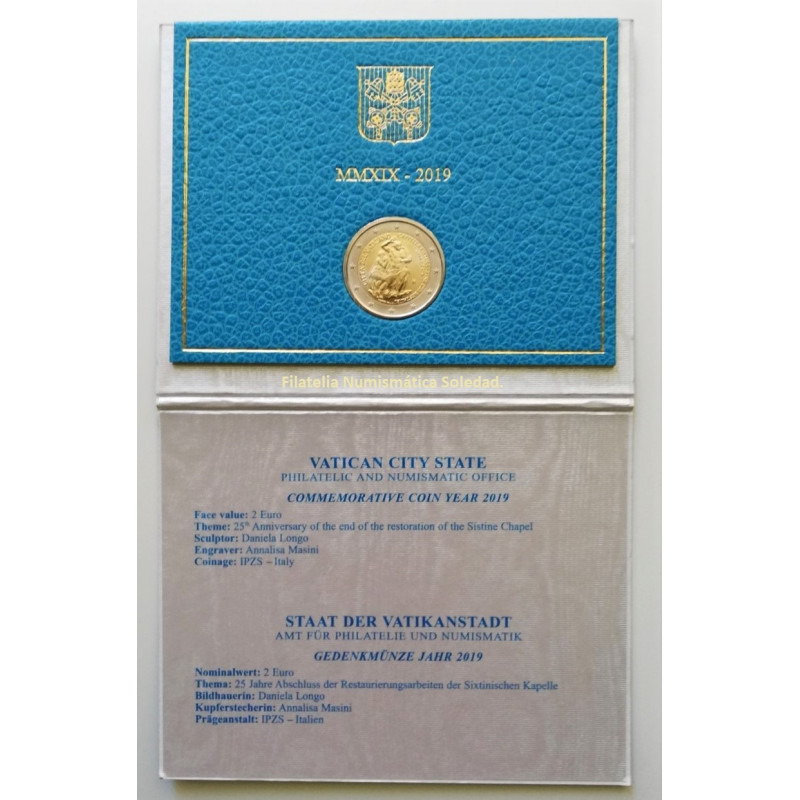 MMXIX - 2019
Filatelia Numismática Soledad.
VATICAN CITY STATE
PHILATELIC AND NUMISMATIC OFFICE
COMMEMORATIVE COIN YEAR 2019
Face value: 2 Euro
Theme: 25th Anniversary of the end of the restoration of the Sistine Chapel
Sculptor: Daniela Longo
Engraver: Annalisa Masini
Coinage: IPZS – Italy
STAAT DER VATIKANSTADT
AMT FÜR PHILATELIE UND NUMISMATIK
GEDENKMÜNZE JAHR 2019
Nominalwert: 2 Euro
Thema: 25 Jahre Abschluss der Restaurierungsarbeiten der Sixtinischen Kapelle
Bildhauerin: Daniela Longo
Kupferstecherin: Annalisa Masini
Prägeanstalt: IPZS – Italien